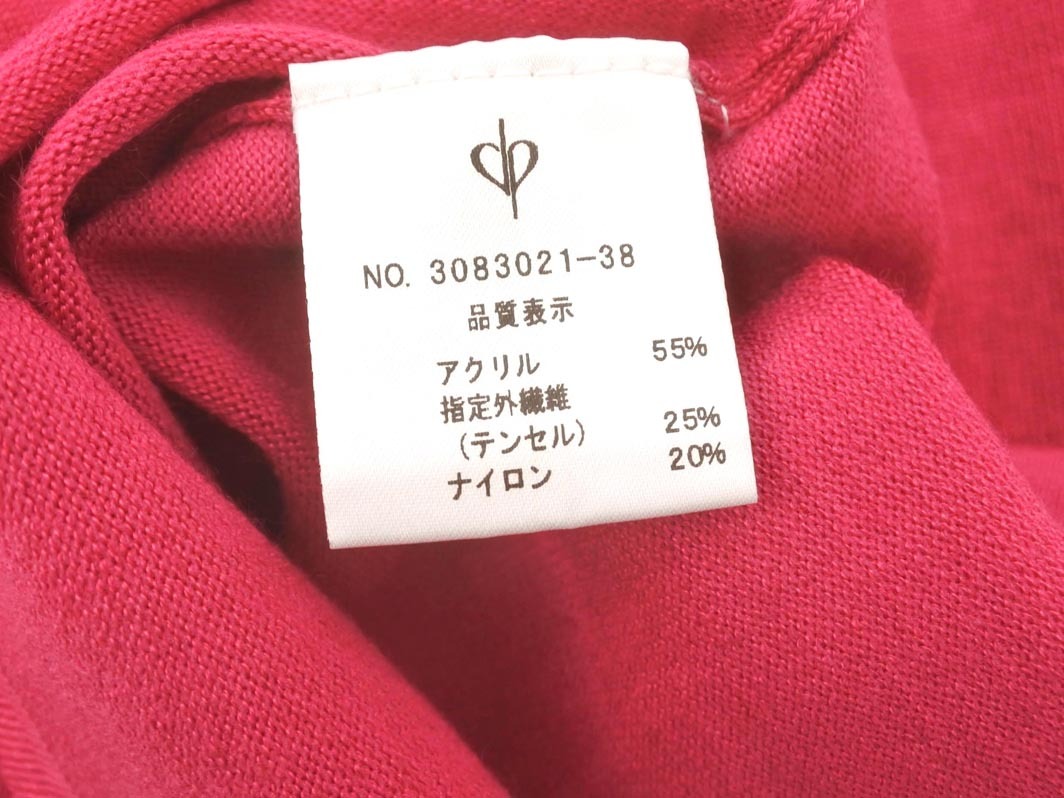 NO. 3083021-38
品質表示
アクリル 55%
指定外繊維
(テンセル) 25%
ナイロン 20%